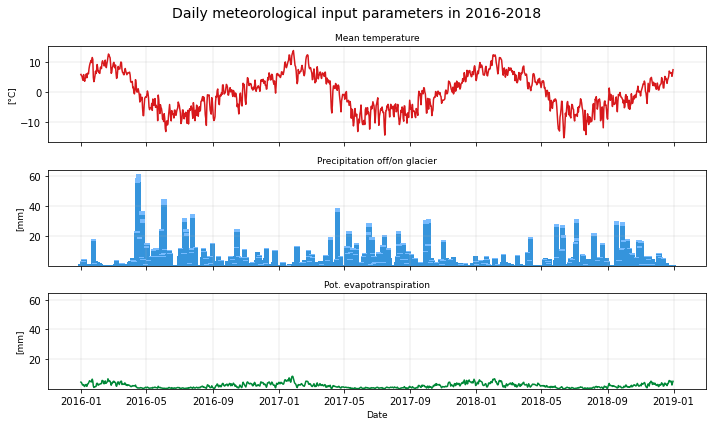 Daily meteorological input parameters in 2016-2018
Mean temperature
10
0
−10
[°C]
Precipitation off/on glacier
60
40
20
[mm]
Pot. evapotranspiration
60
40
20
[mm]
2016-01 2016-05 2016-09 2017-01 2017-05 2017-09 2018-01 2018-05 2018-09 2019-01
Date